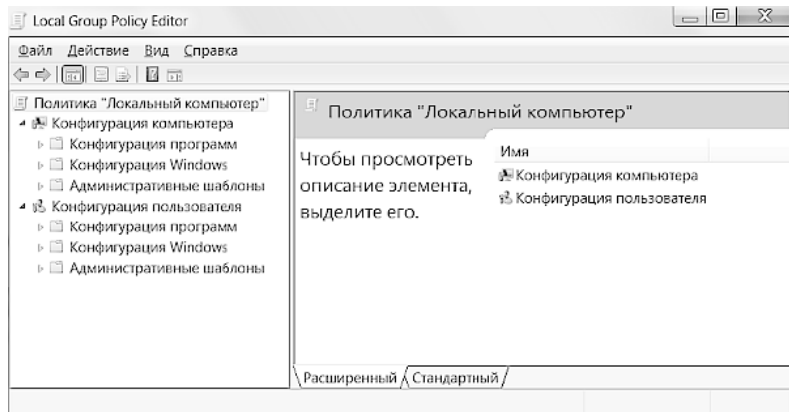 Local Group Policy Editor
Файл Действие Вид Справка
Политика "Локальный компьютер"
Конфигурация компьютера
Конфигурация программ
Конфигурация Windows
Административные шаблоны
Конфигурация пользователя
Конфигурация программ
Конфигурация Windows
Административные шаблоны
Политика "Локальный компьютер"
Чтобы просмотреть
описание элемента,
выделите его.
Имя
Конфигурация компьютера
Конфигурация пользователя
Расширенный Стандартный